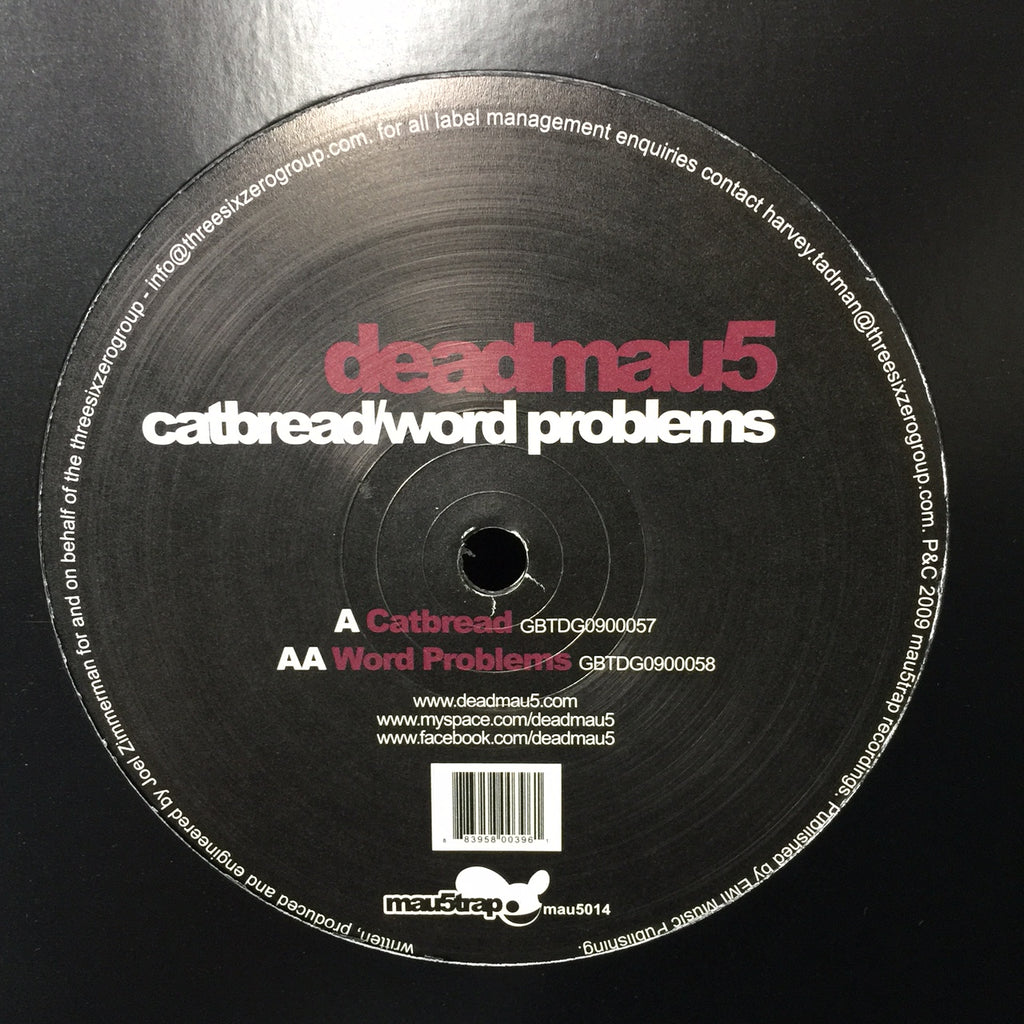 written, produced and engineered by Joel Zimmerman for and on behalf of the threesixzerogroup - info@threesixzerogroup.com. for all label management enquiries contact harvey.tadman@threesixzerogroup.com. P&C 2009 mau5trap recordings. Published by EMI Music Publishing.
deadmau5
catbread/word problems
A Catbread GBTDG0900057
AA Word Problems GBTDG0900058
www.deadmau5.com
www.myspace.com/deadmau5
www.facebook.com/deadmau5
8 83958 00396 1
mau5trap mau5014